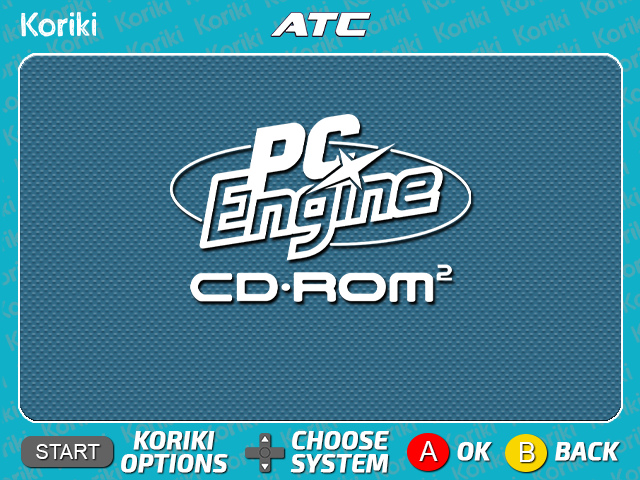 Koriki
ATC
PC
Engine
CD·ROM²
START
KORIKI
OPTIONS
CHOOSE
SYSTEM
A OK
B BACK